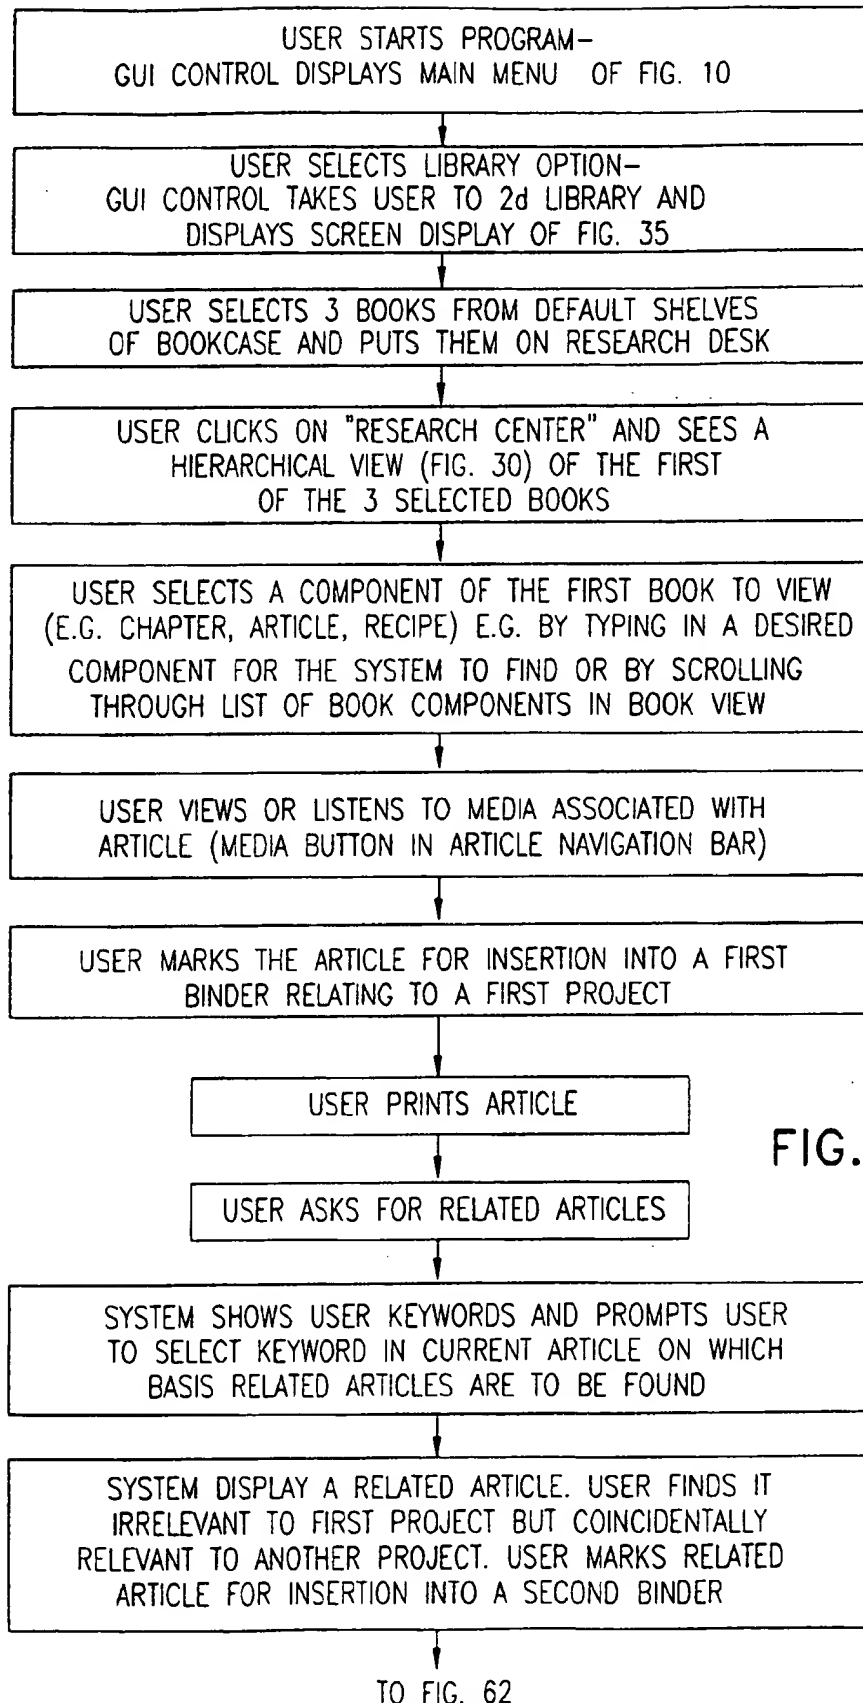 USER STARTS PROGRAM–
GUI CONTROL DISPLAYS MAIN MENU OF FIG. 10
USER SELECTS LIBRARY OPTION–
GUI CONTROL TAKES USER TO 2d LIBRARY AND
DISPLAYS SCREEN DISPLAY OF FIG. 35
USER SELECTS 3 BOOKS FROM DEFAULT SHELVES
OF BOOKCASE AND PUTS THEM ON RESEARCH DESK
USER CLICKS ON "RESEARCH CENTER" AND SEES A
HIERARCHICAL VIEW (FIG. 30) OF THE FIRST
OF THE 3 SELECTED BOOKS
USER SELECTS A COMPONENT OF THE FIRST BOOK TO VIEW
(E.G. CHAPTER, ARTICLE, RECIPE) E.G. BY TYPING IN A DESIRED
COMPONENT FOR THE SYSTEM TO FIND OR BY SCROLLING
THROUGH LIST OF BOOK COMPONENTS IN BOOK VIEW
USER VIEWS OR LISTENS TO MEDIA ASSOCIATED WITH
ARTICLE (MEDIA BUTTON IN ARTICLE NAVIGATION BAR)
USER MARKS THE ARTICLE FOR INSERTION INTO A FIRST
BINDER RELATING TO A FIRST PROJECT
USER PRINTS ARTICLE
FIG.
USER ASKS FOR RELATED ARTICLES
SYSTEM SHOWS USER KEYWORDS AND PROMPTS USER
TO SELECT KEYWORD IN CURRENT ARTICLE ON WHICH
BASIS RELATED ARTICLES ARE TO BE FOUND
SYSTEM DISPLAY A RELATED ARTICLE. USER FINDS IT
IRRELEVANT TO FIRST PROJECT BUT COINCIDENTALLY
RELEVANT TO ANOTHER PROJECT. USER MARKS RELATED
ARTICLE FOR INSERTION INTO A SECOND BINDER
TO FIG. 62